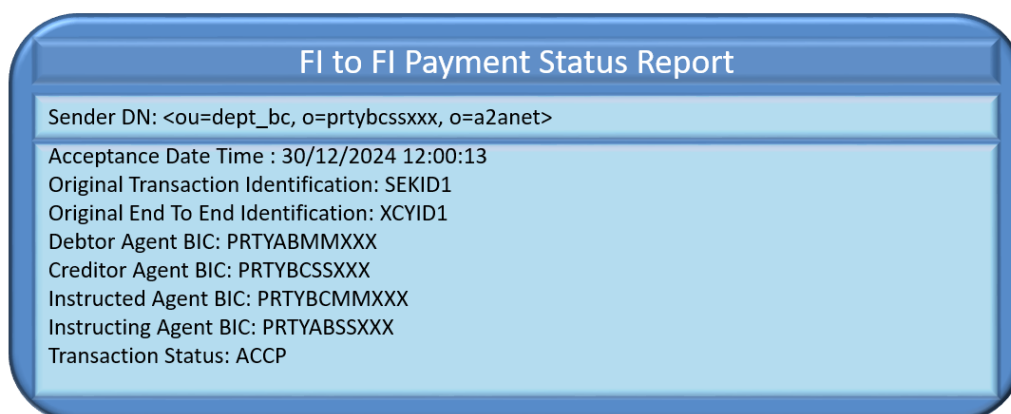 FI to FI Payment Status Report
Sender DN: <ou=dept_bc, o=prtybcssxxx, o=a2anet>
Acceptance Date Time : 30/12/2024 12:00:13
Original Transaction Identification: SEKID1
Original End To End Identification: XCYID1
Debtor Agent BIC: PRTYABMMXXX
Creditor Agent BIC: PRTYBCSSXXX
Instructed Agent BIC: PRTYBCMMXXX
Instructing Agent BIC: PRTYABSSXXX
Transaction Status: ACCP